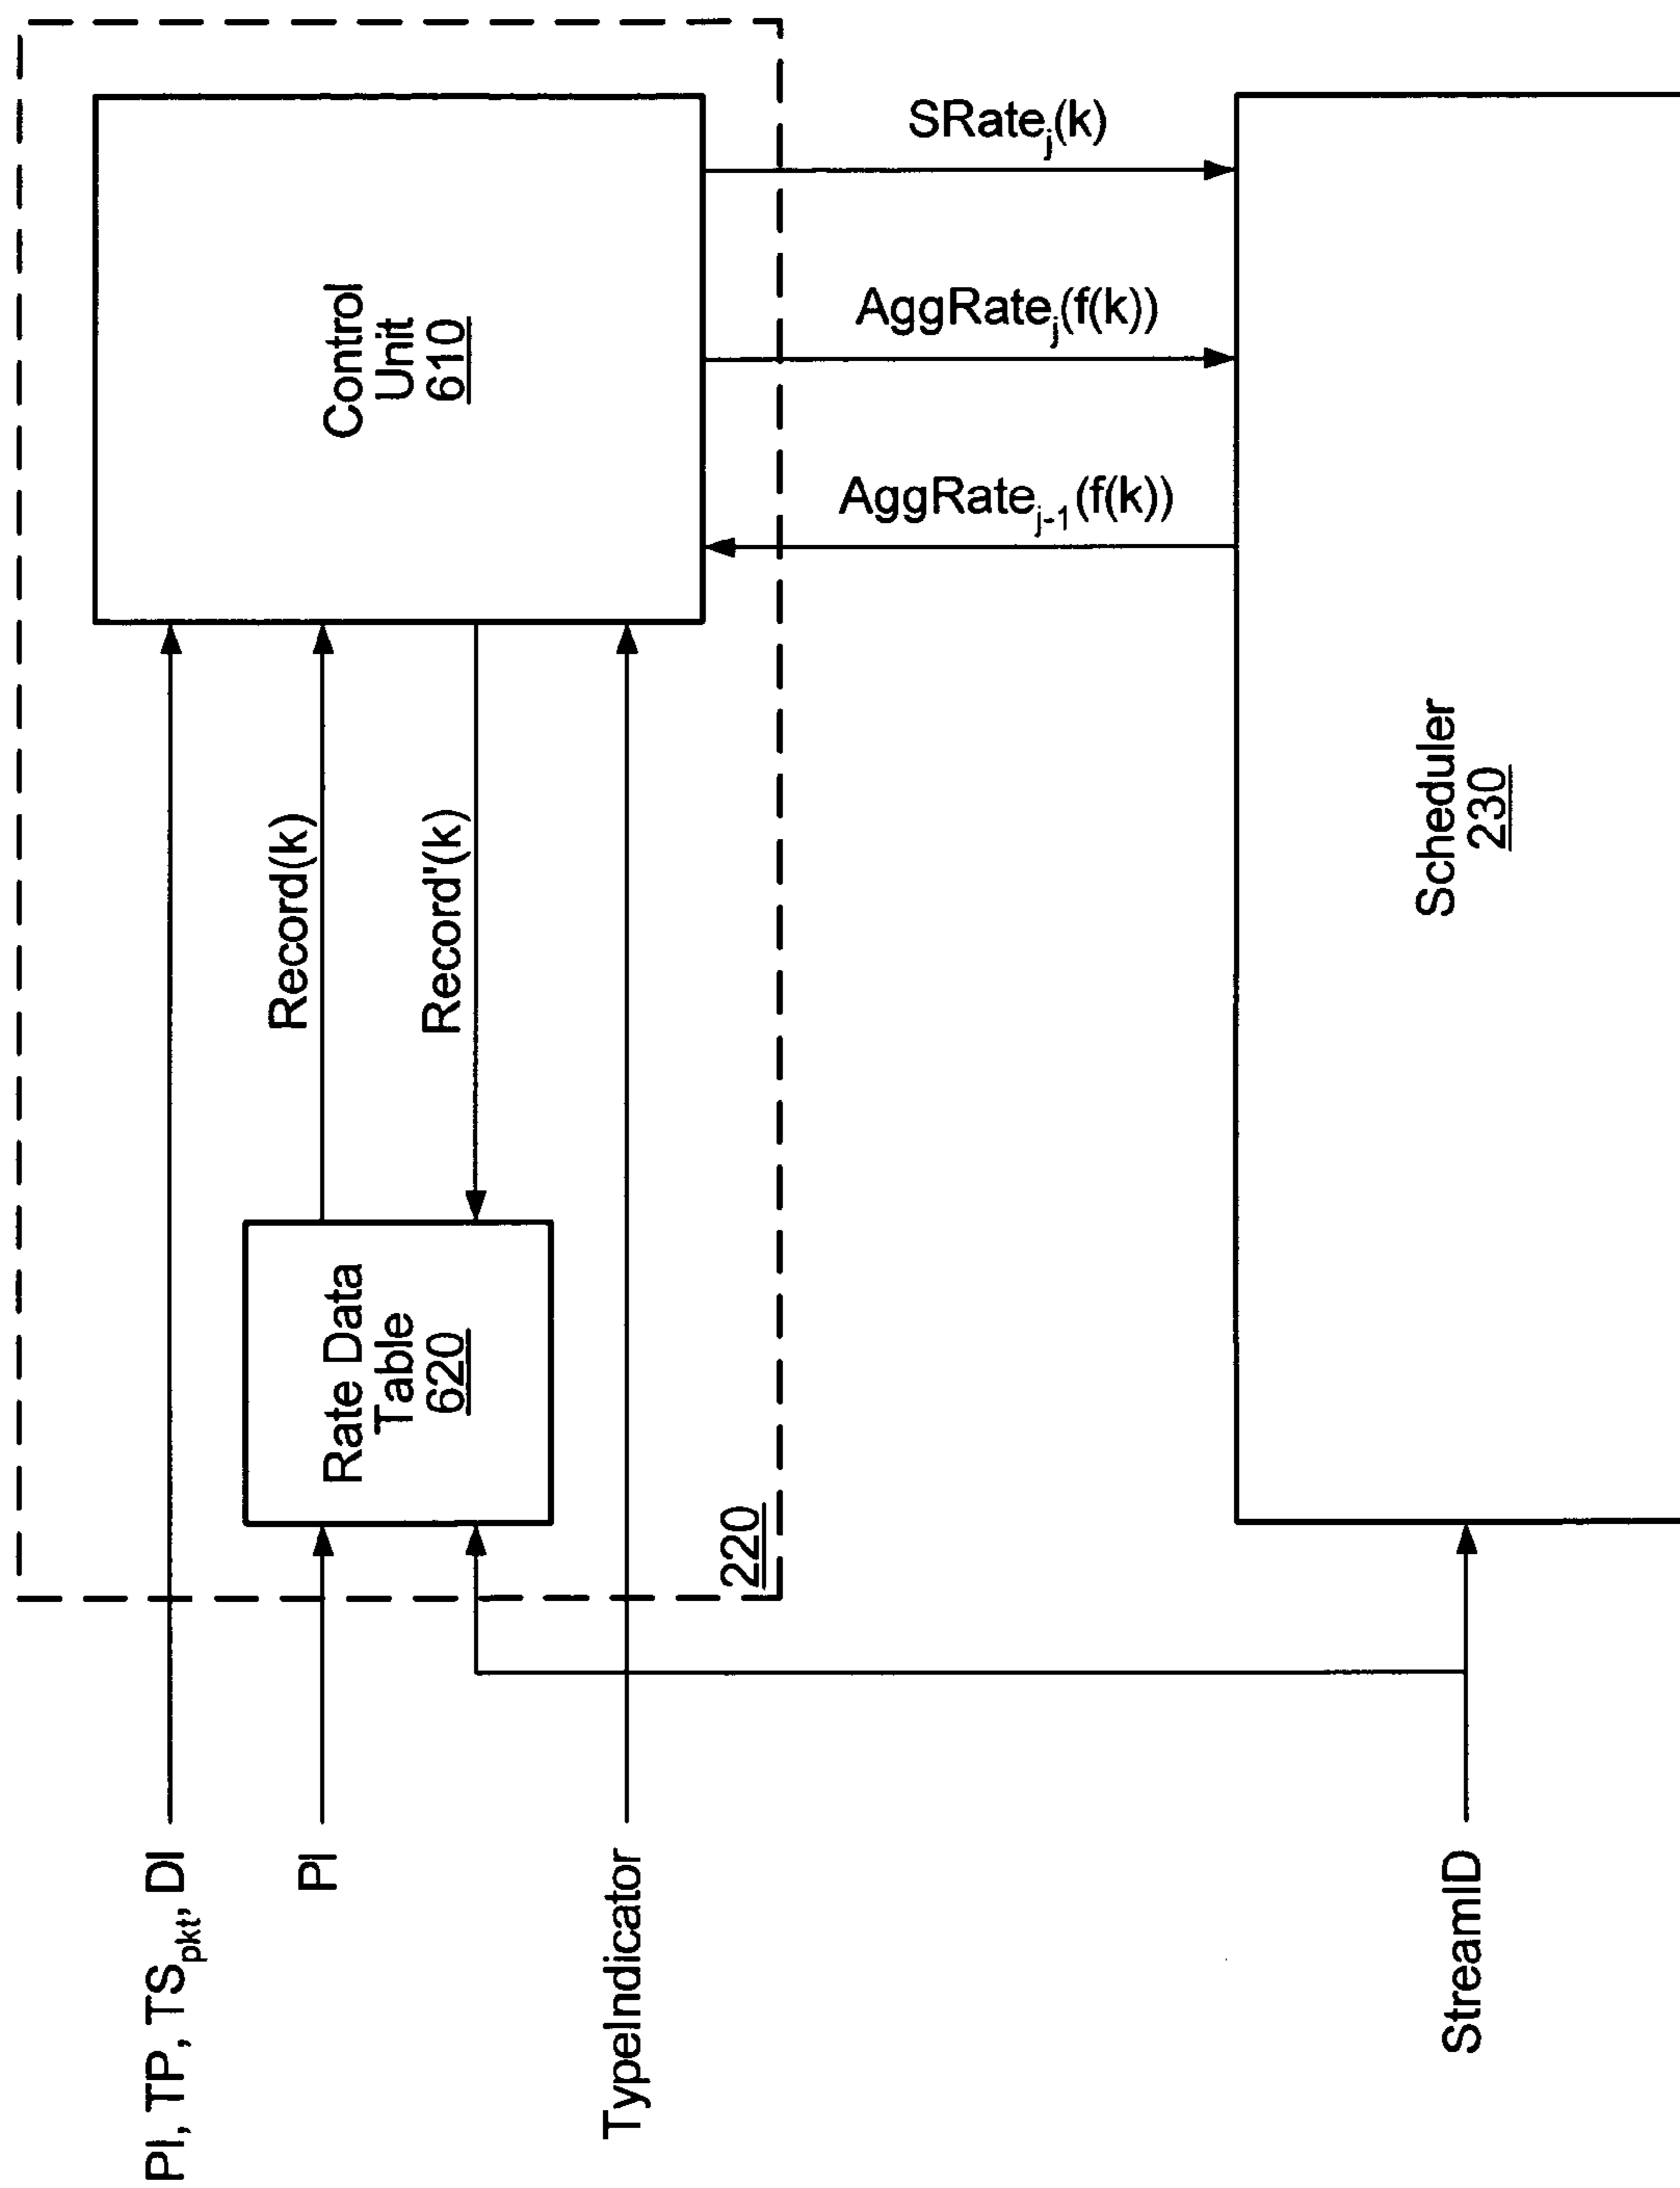 PI, TP, TSpkt, DI
PI
TypeIndicator
StreamID
220
Rate Data
Table
620
Record(k)
Record'(k)
Control
Unit
610
AggRatej-1(f(k))
AggRatej(f(k))
SRatej(k)
Scheduler
230